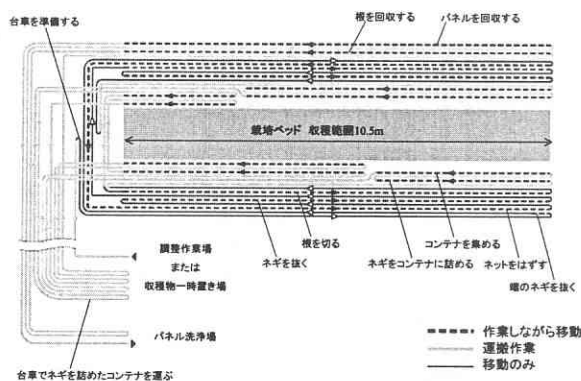 台車を準備する
根を回収する
パネルを回収する
栽培ベッド 収穫範囲10.5m
根を切る
コンテナを集める
ネギを抜く
ネギをコンテナに詰める
ネットをはずす
端のネギを抜く
調整作業場
または
収穫物一時置き場
パネル洗浄場
台車でネギを詰めたコンテナを運ぶ
作業しながら移動
運搬作業
移動のみ